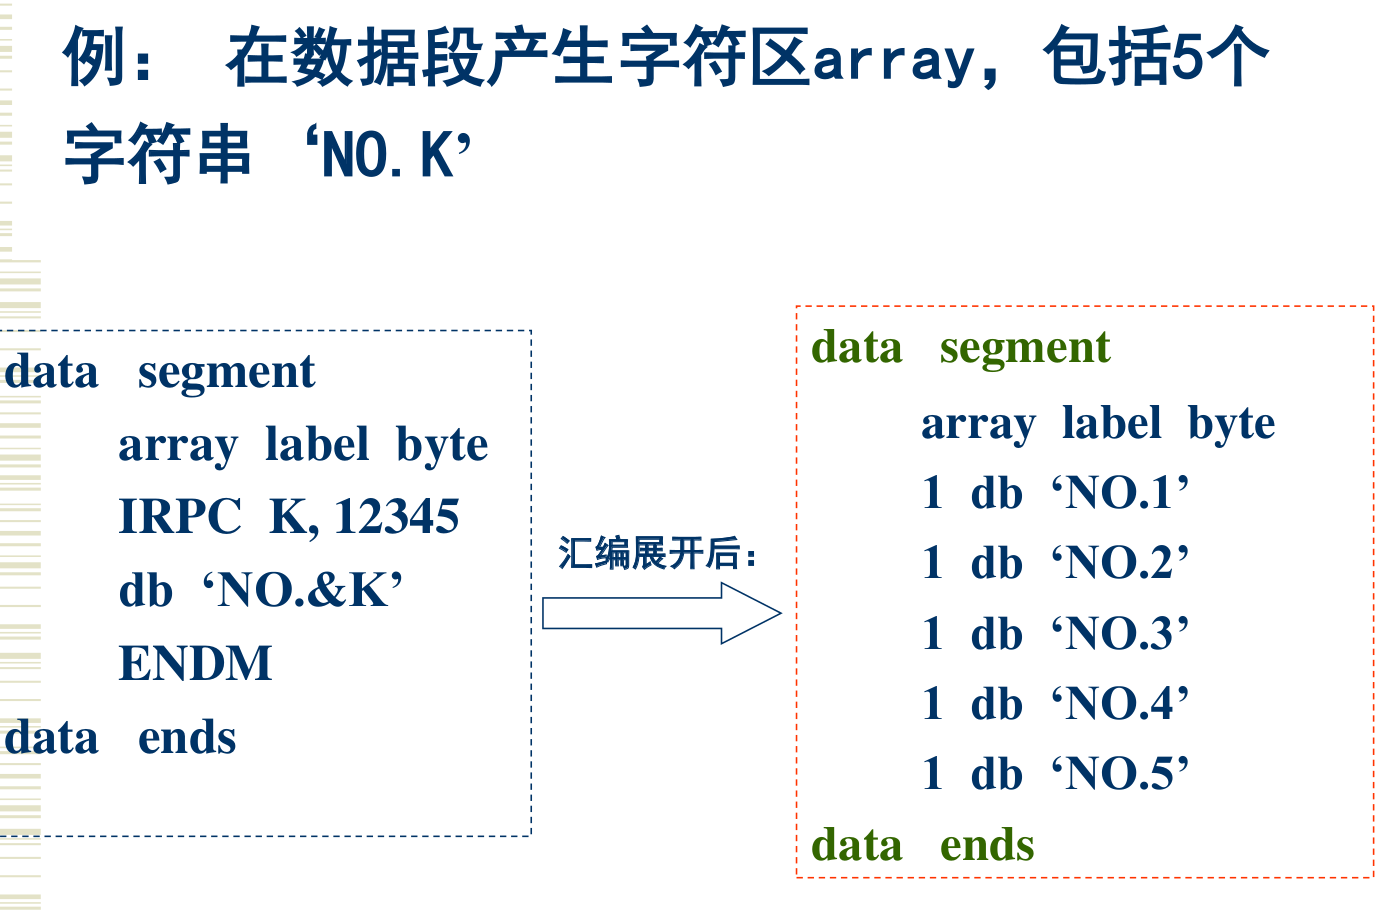 例： 在数据段产生字符区array，包括5个
字符串 ‘NO.K’
data segment
array label byte
IRPC K, 12345
db ‘NO.&K’
ENDM
data ends
汇编展开后：
data segment
array label byte
1 db ‘NO.1’
1 db ‘NO.2’
1 db ‘NO.3’
1 db ‘NO.4’
1 db ‘NO.5’
data ends